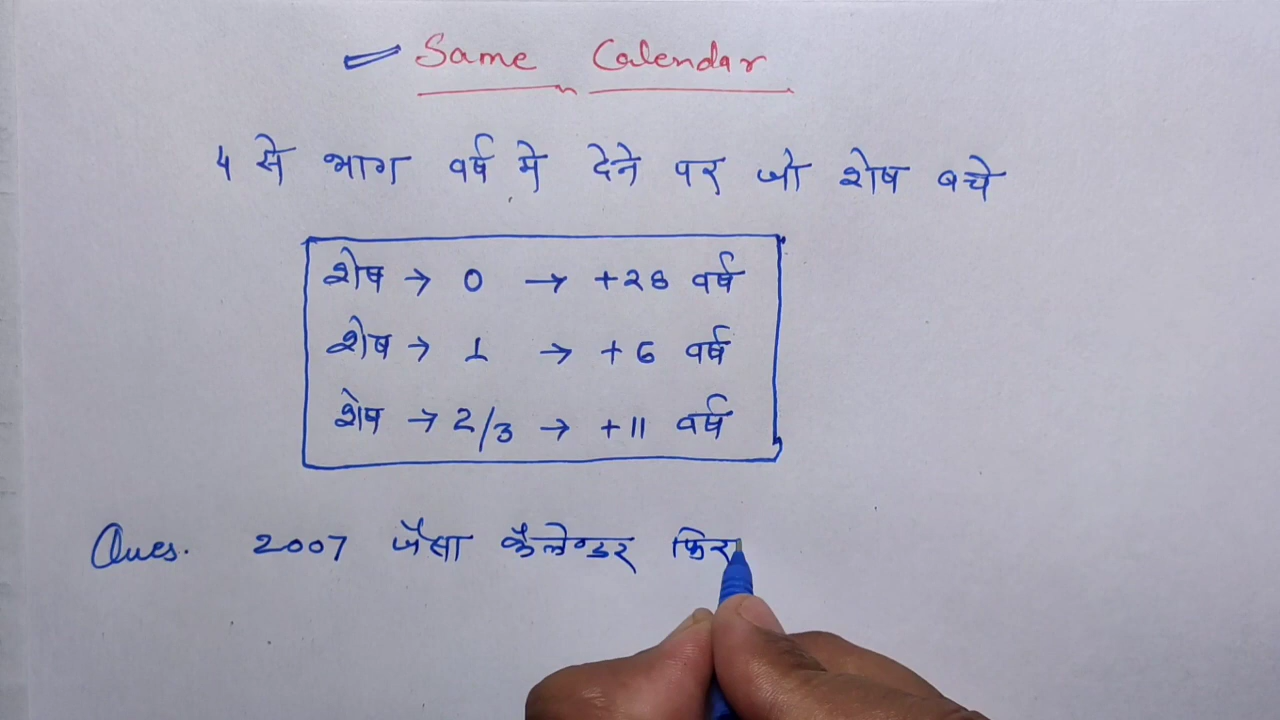 Same Calendar
4 से भाग वर्ष मे देने पर जो शेष बचे
शेष → 0 → +28 वर्ष
शेष → 1 → +6 वर्ष
शेष → 2/3 → +11 वर्ष
Ques. 2007 जैसा कैलेण्डर फिर